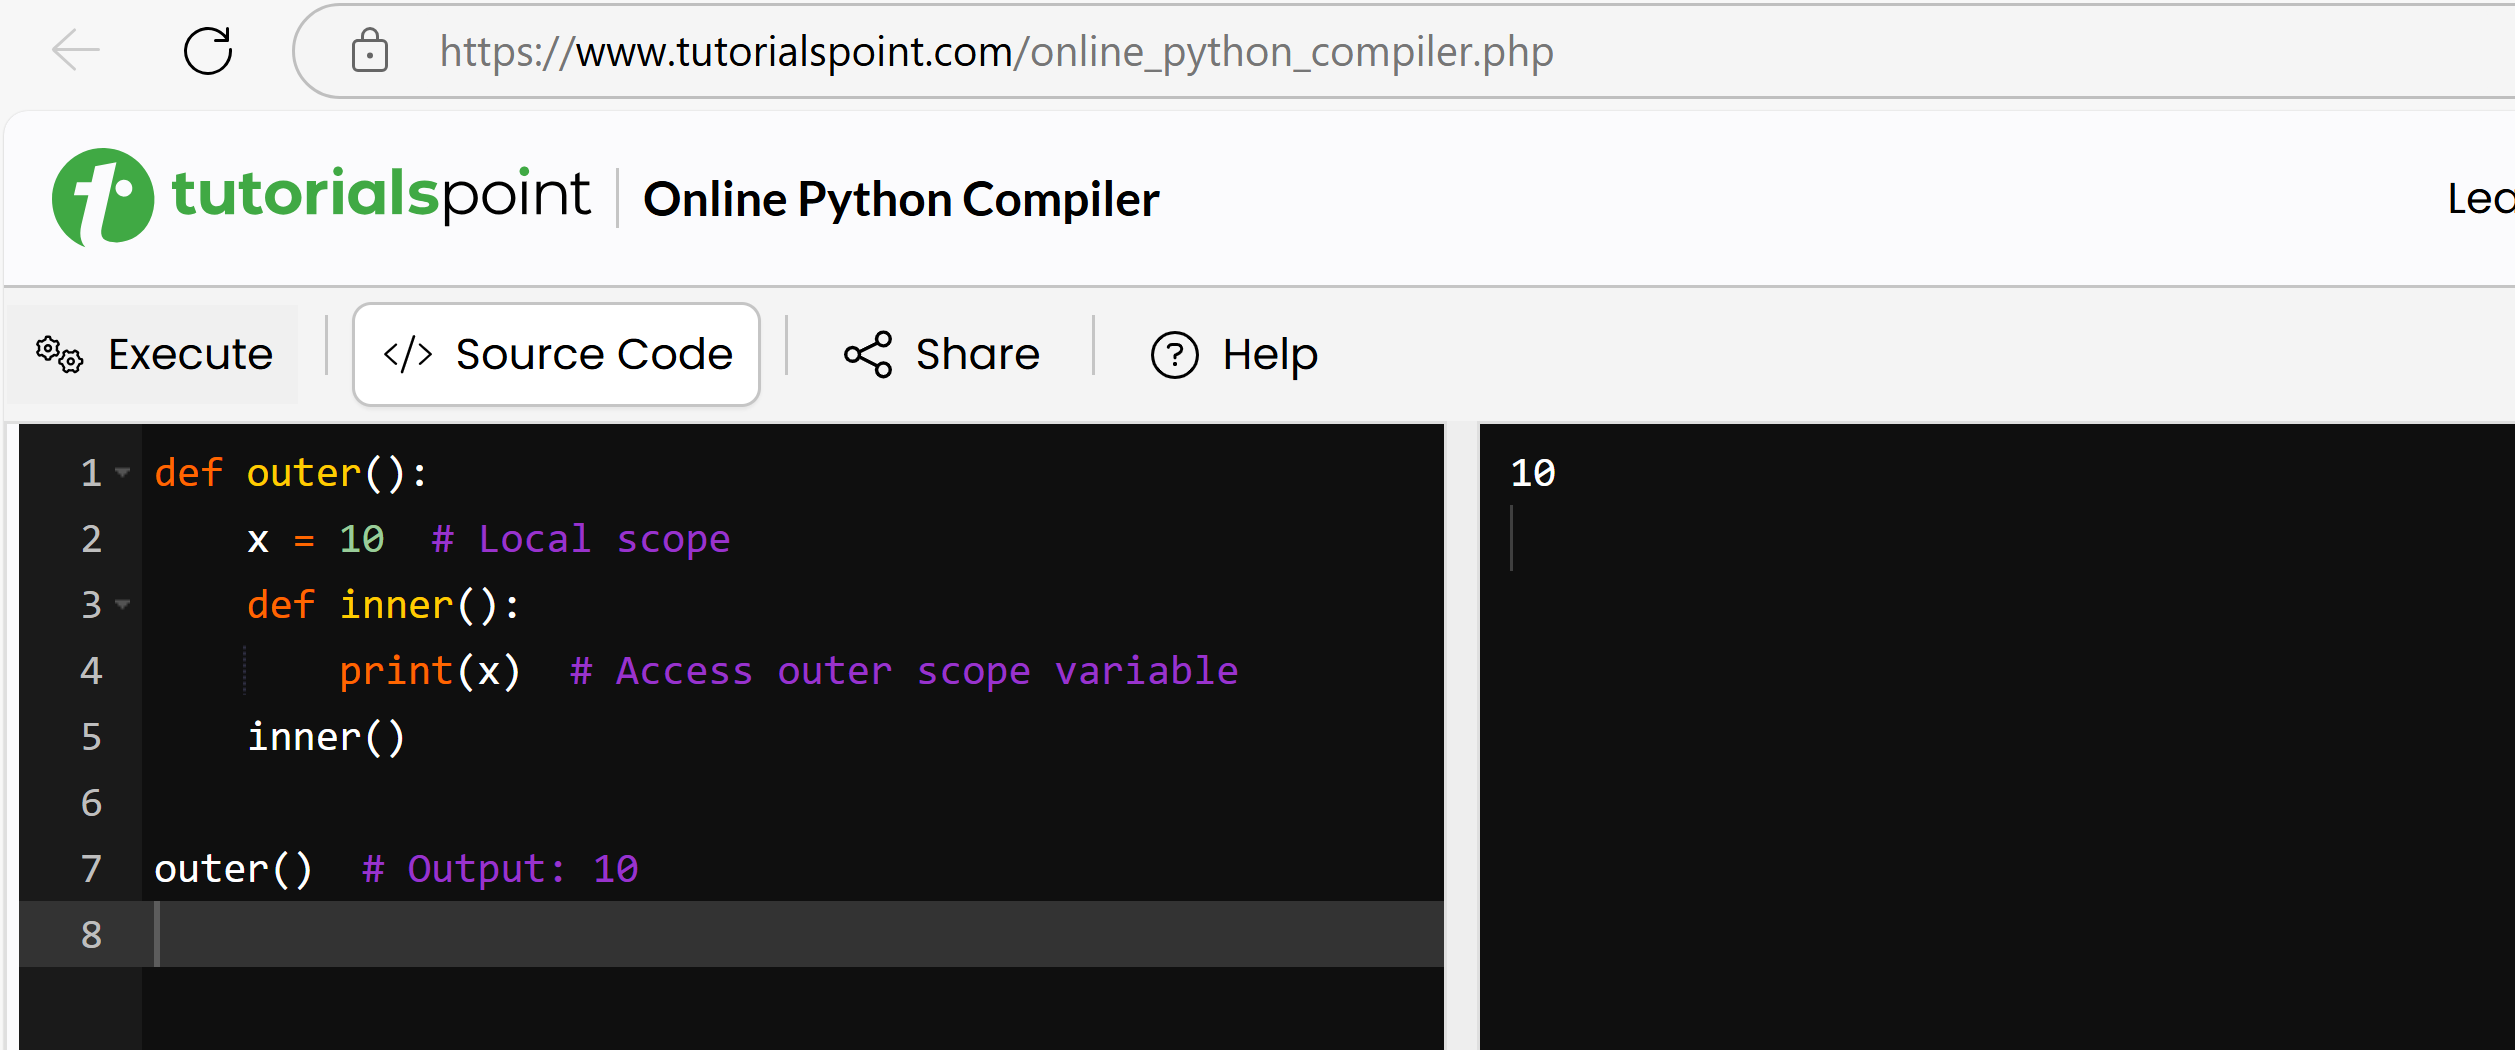 https://www.tutorialspoint.com/online_python_compiler.php
tutorialspoint | Online Python Compiler
Execute </> Source Code Share ? Help
1 def outer():
2     x = 10  # Local scope
3     def inner():
4         print(x)  # Access outer scope variable
5     inner()
6
7 outer()  # Output: 10
8
10